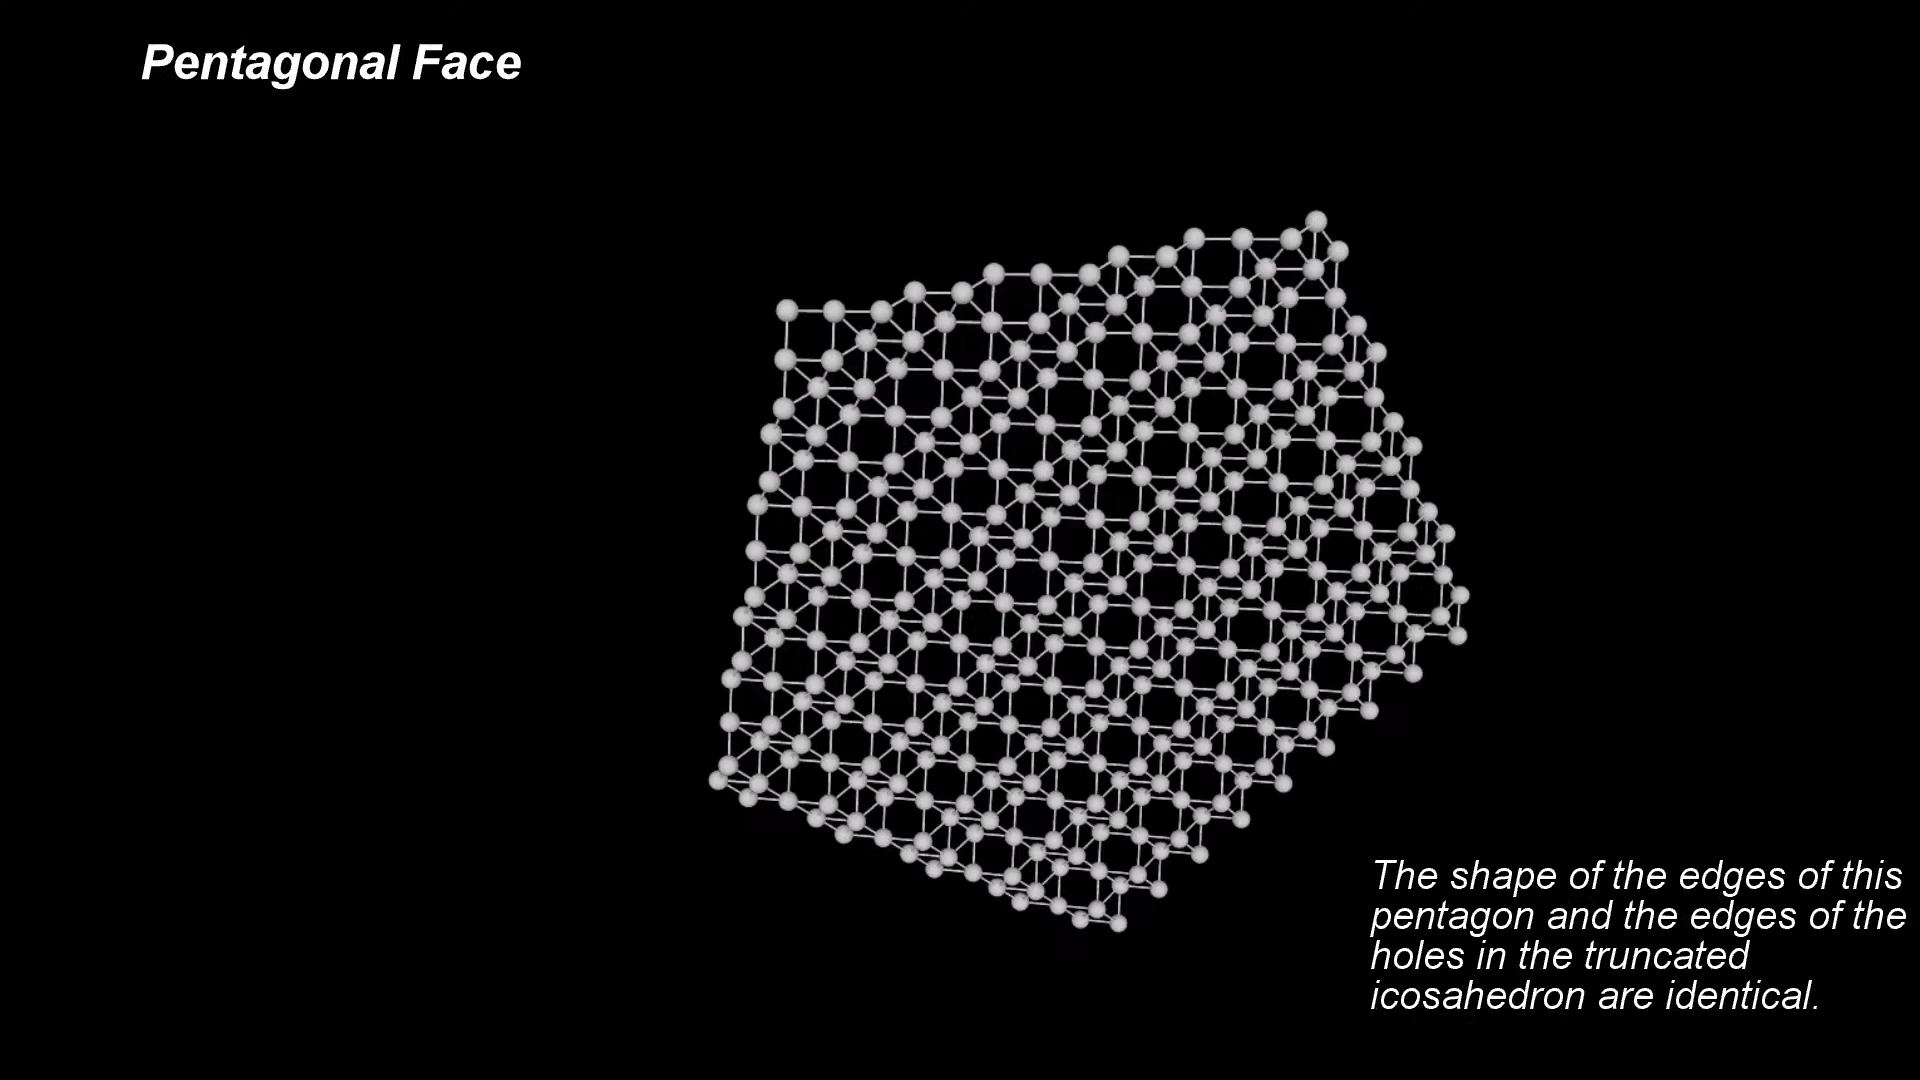 Pentagonal Face
The shape of the edges of this
pentagon and the edges of the
holes in the truncated
icosahedron are identical.